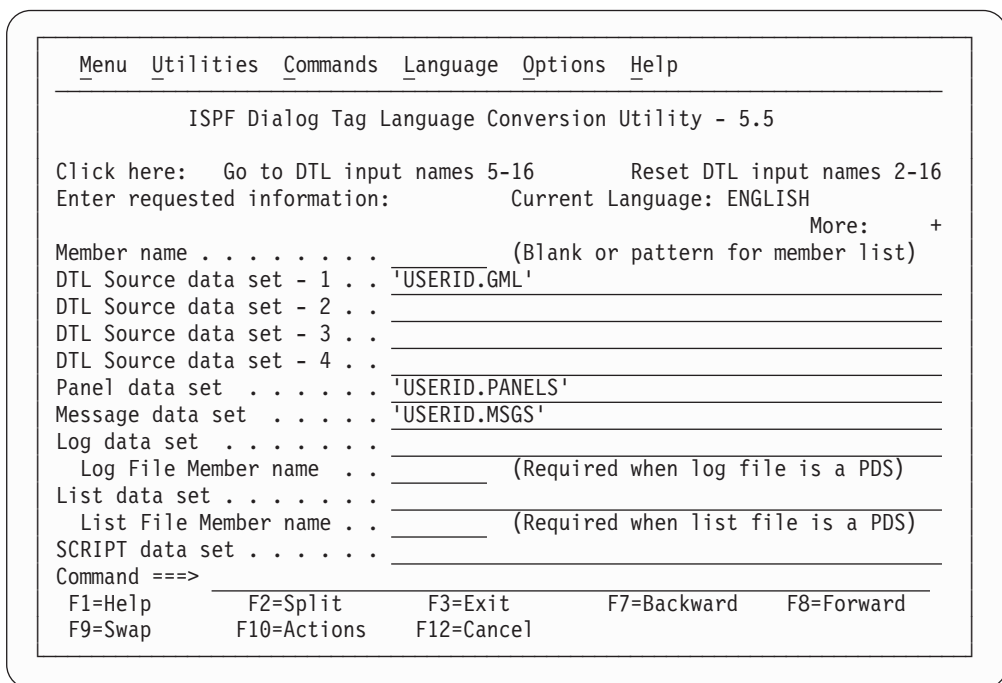 Menu Utilities Commands Language Options Help
ISPF Dialog Tag Language Conversion Utility - 5.5
Click here: Go to DTL input names 5-16 Reset DTL input names 2-16
Enter requested information: Current Language: ENGLISH
More: +
Member name . . . . . . . . (Blank or pattern for member list)
DTL Source data set - 1 . . 'USERID.GML'
DTL Source data set - 2 . .
DTL Source data set - 3 . .
DTL Source data set - 4 . .
Panel data set . . . . . . 'USERID.PANELS'
Message data set . . . . . 'USERID.MSGS'
Log data set . . . . . . .
Log File Member name . . (Required when log file is a PDS)
List data set . . . . . . .
List File Member name . . (Required when list file is a PDS)
SCRIPT data set . . . . . .
Command ===>
F1=Help F2=Split F3=Exit F7=Backward F8=Forward
F9=Swap F10=Actions F12=Cancel